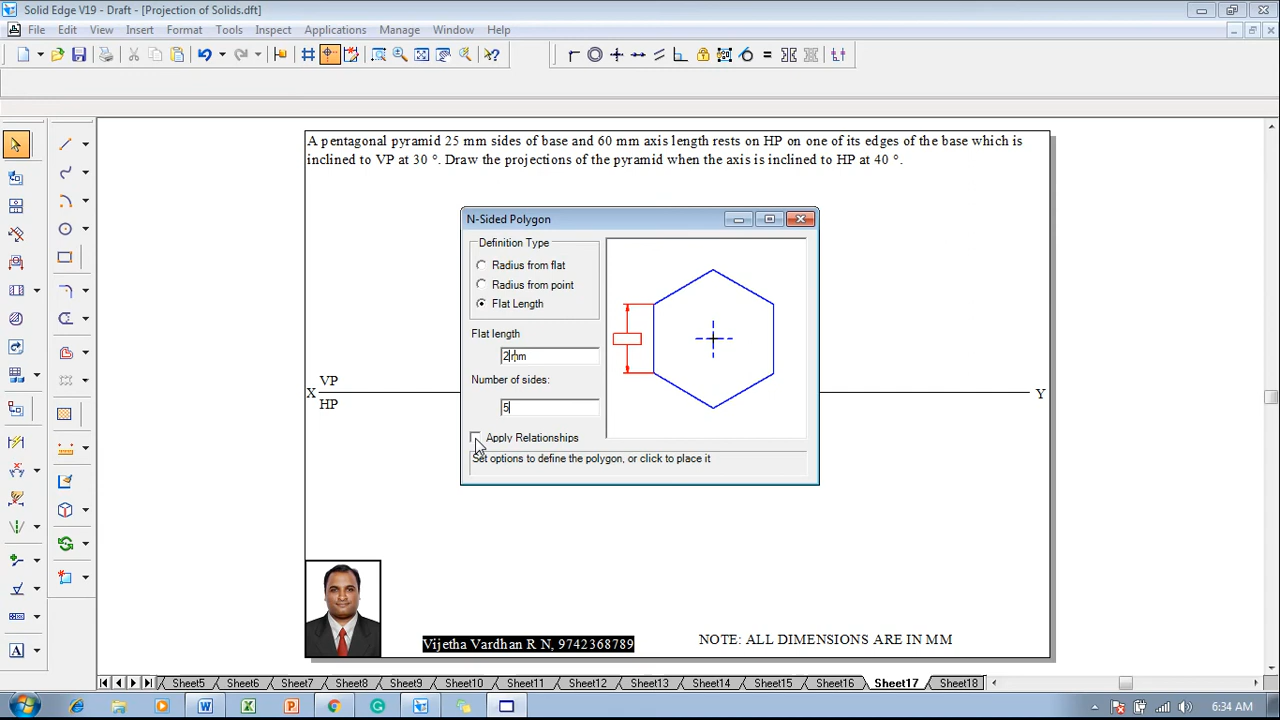 Solid Edge V19 - Draft - [Projection of Solids.dft]
File Edit View Insert Format Tools Inspect Applications Manage Window Help
A pentagonal pyramid 25 mm sides of base and 60 mm axis length rests on HP on one of its edges of the base which is
inclined to VP at 30 °. Draw the projections of the pyramid when the axis is inclined to HP at 40 °.
N-Sided Polygon
Definition Type
Radius from flat
Radius from point
Flat Length
Flat length
Number of sides:
5
Apply Relationships
Set options to define the polygon, or click to place it
X VP Y
HP
Vijetha Vardhan R N, 9742368789
NOTE: ALL DIMENSIONS ARE IN MM
Sheet5 Sheet6 Sheet7 Sheet8 Sheet9 Sheet10 Sheet11 Sheet12 Sheet13 Sheet14 Sheet15 Sheet16 Sheet17 Sheet18
6:34 AM